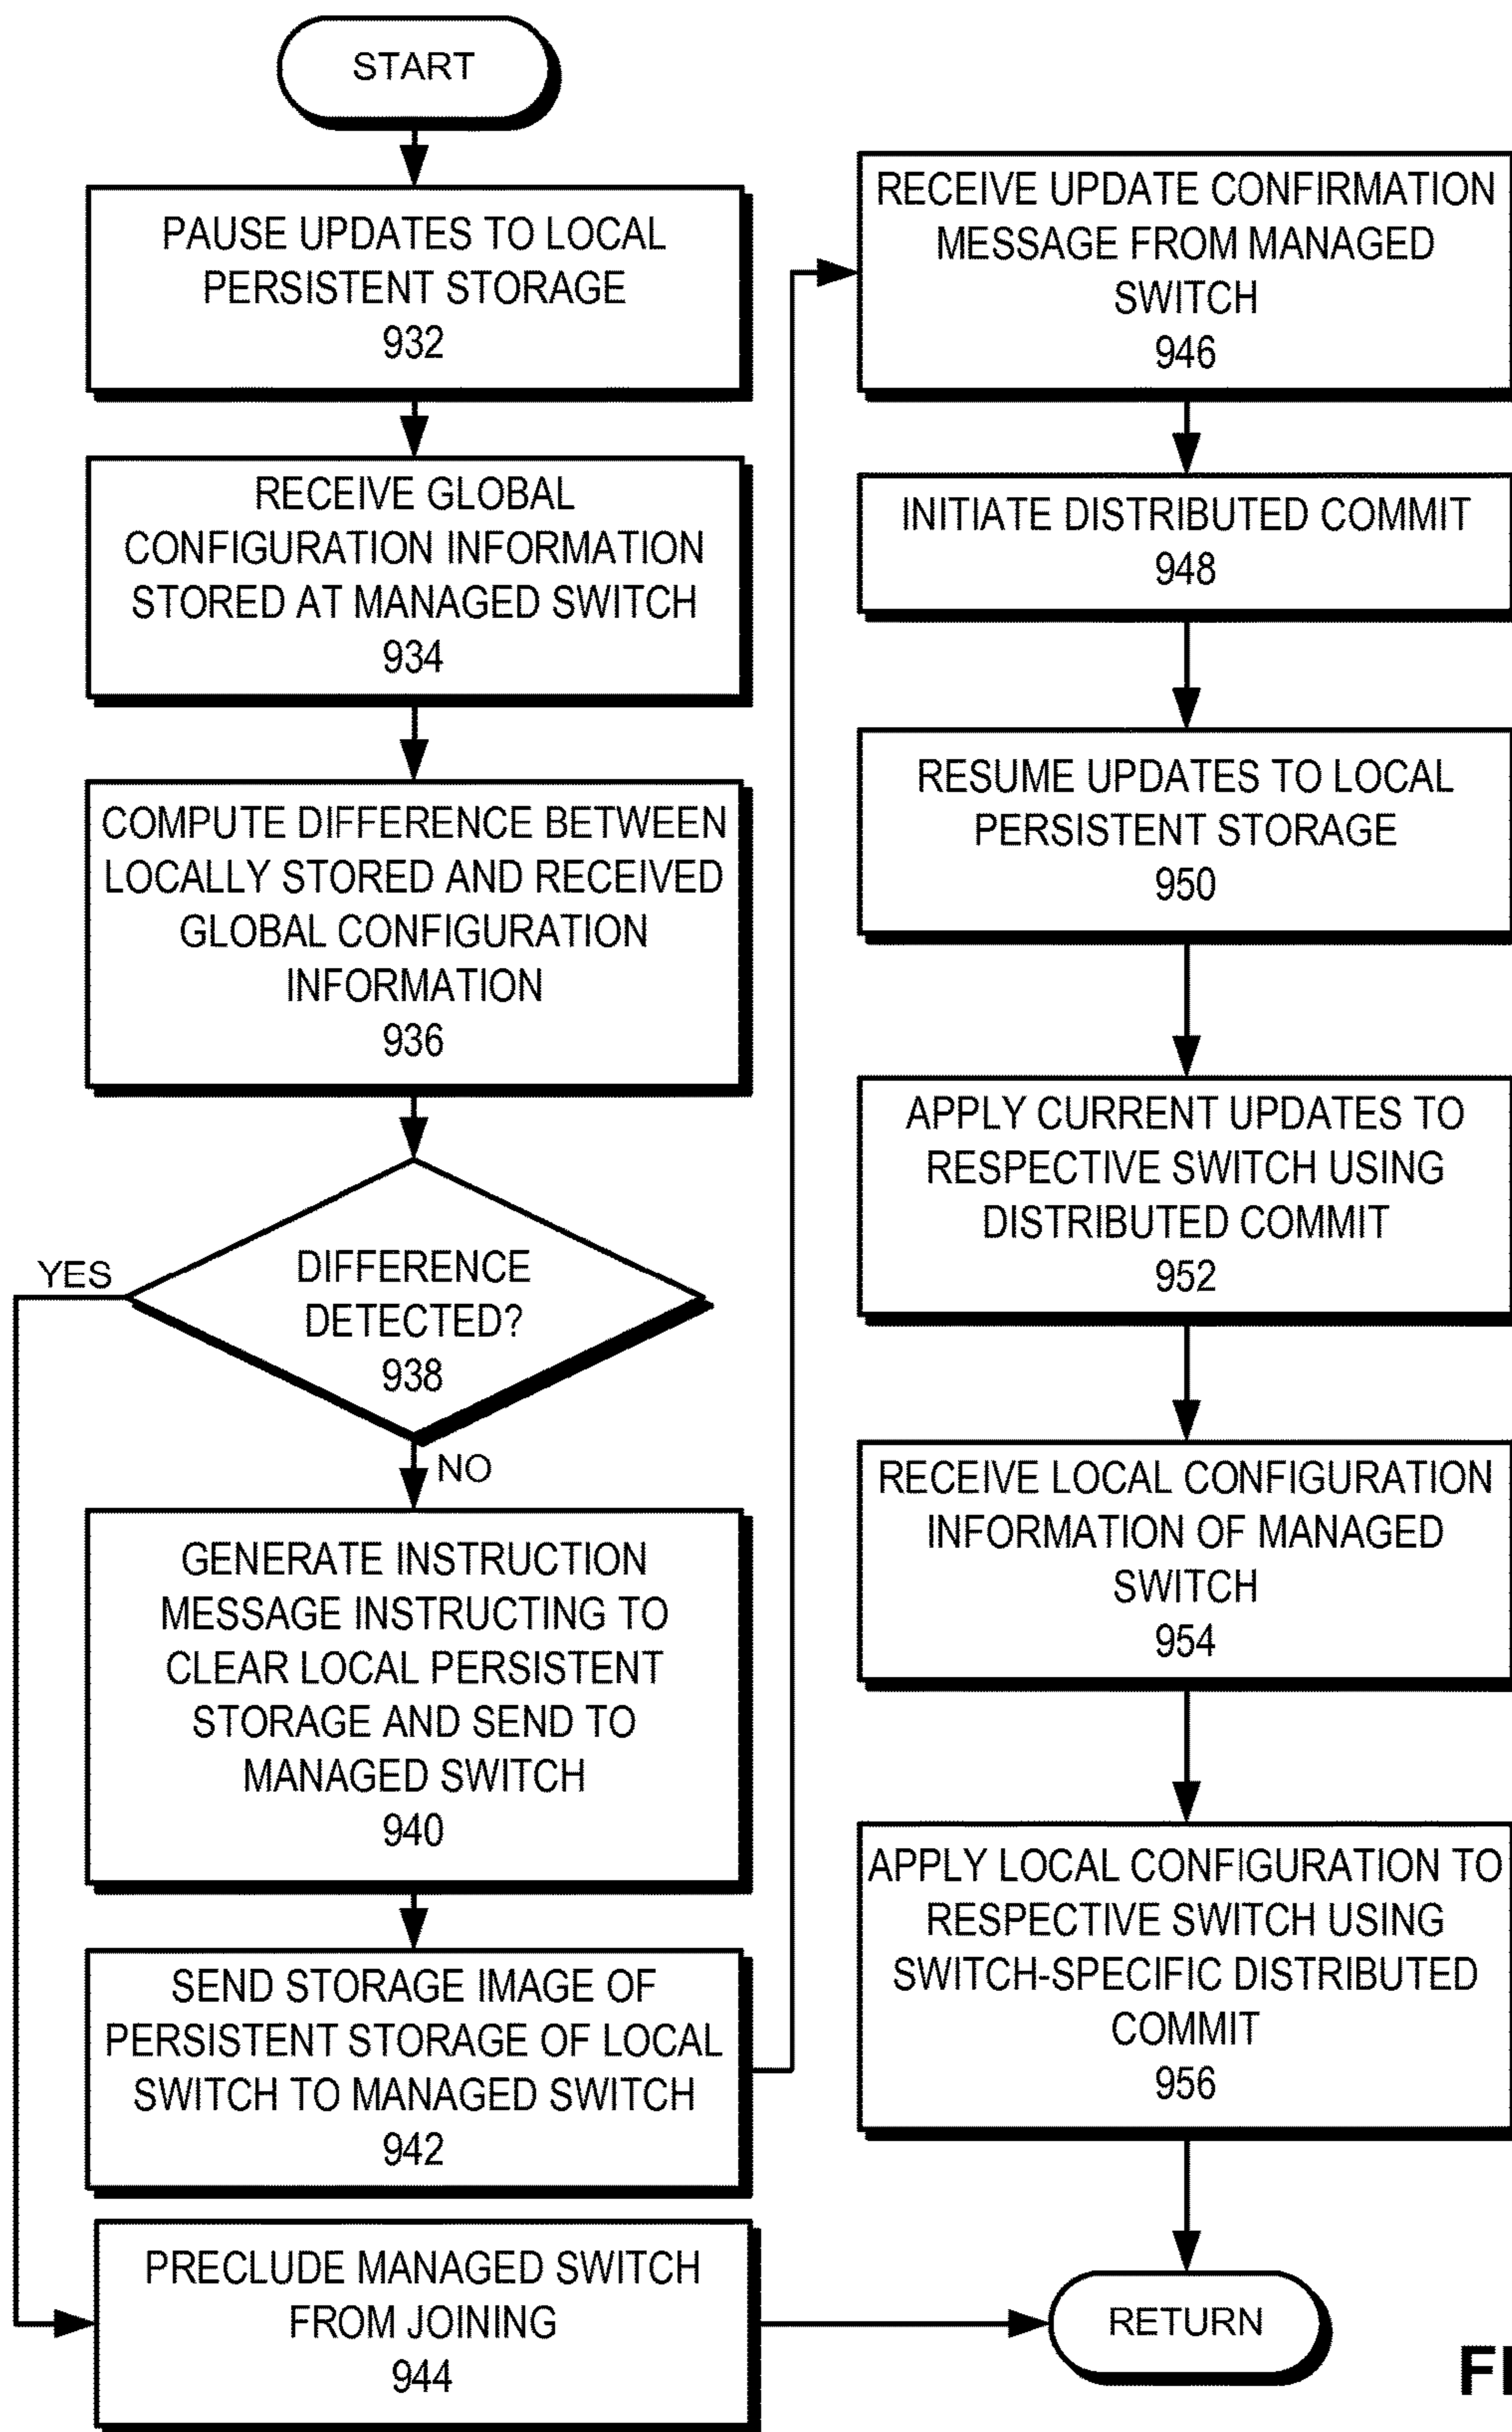 START
PAUSE UPDATES TO LOCAL
PERSISTENT STORAGE
932
RECEIVE GLOBAL
CONFIGURATION INFORMATION
STORED AT MANAGED SWITCH
934
COMPUTE DIFFERENCE BETWEEN
LOCALLY STORED AND RECEIVED
GLOBAL CONFIGURATION
INFORMATION
936
YES
DIFFERENCE
DETECTED?
938
NO
GENERATE INSTRUCTION
MESSAGE INSTRUCTING TO
CLEAR LOCAL PERSISTENT
STORAGE AND SEND TO
MANAGED SWITCH
940
SEND STORAGE IMAGE OF
PERSISTENT STORAGE OF LOCAL
SWITCH TO MANAGED SWITCH
942
PRECLUDE MANAGED SWITCH
FROM JOINING
944
RECEIVE UPDATE CONFIRMATION
MESSAGE FROM MANAGED
SWITCH
946
INITIATE DISTRIBUTED COMMIT
948
RESUME UPDATES TO LOCAL
PERSISTENT STORAGE
950
APPLY CURRENT UPDATES TO
RESPECTIVE SWITCH USING
DISTRIBUTED COMMIT
952
RECEIVE LOCAL CONFIGURATION
INFORMATION OF MANAGED
SWITCH
954
APPLY LOCAL CONFIGURATION TO
RESPECTIVE SWITCH USING
SWITCH-SPECIFIC DISTRIBUTED
COMMIT
956
RETURN